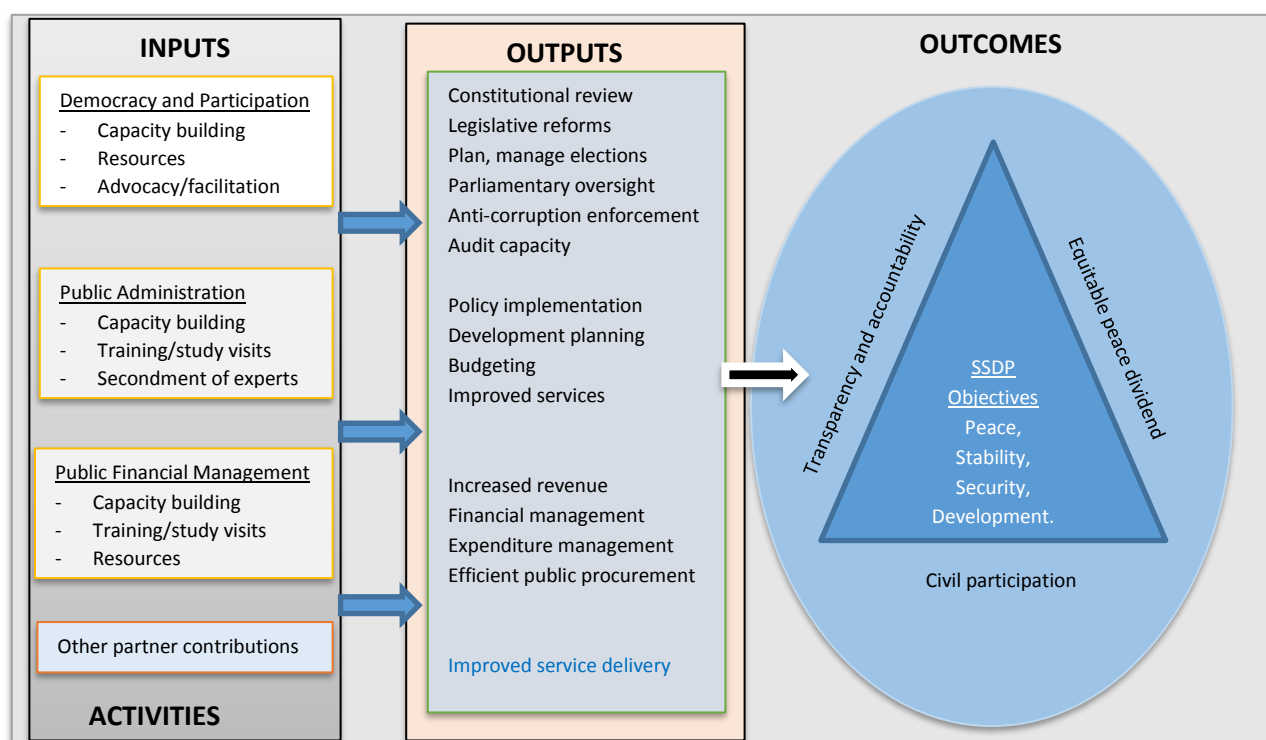 INPUTS
Democracy and Participation
- Capacity building
- Resources
- Advocacy/facilitation
Public Administration
- Capacity building
- Training/study visits
- Secondment of experts
Public Financial Management
- Capacity building
- Training/study visits
- Resources
Other partner contributions
ACTIVITIES
OUTPUTS
Constitutional review
Legislative reforms
Plan, manage elections
Parliamentary oversight
Anti-corruption enforcement
Audit capacity
Policy implementation
Development planning
Budgeting
Improved services
Increased revenue
Financial management
Expenditure management
Efficient public procurement
Improved service delivery
OUTCOMES
Transparency and accountability
Equitable peace dividend
SSDP
Objectives
Peace,
Stability,
Security,
Development.
Civil participation